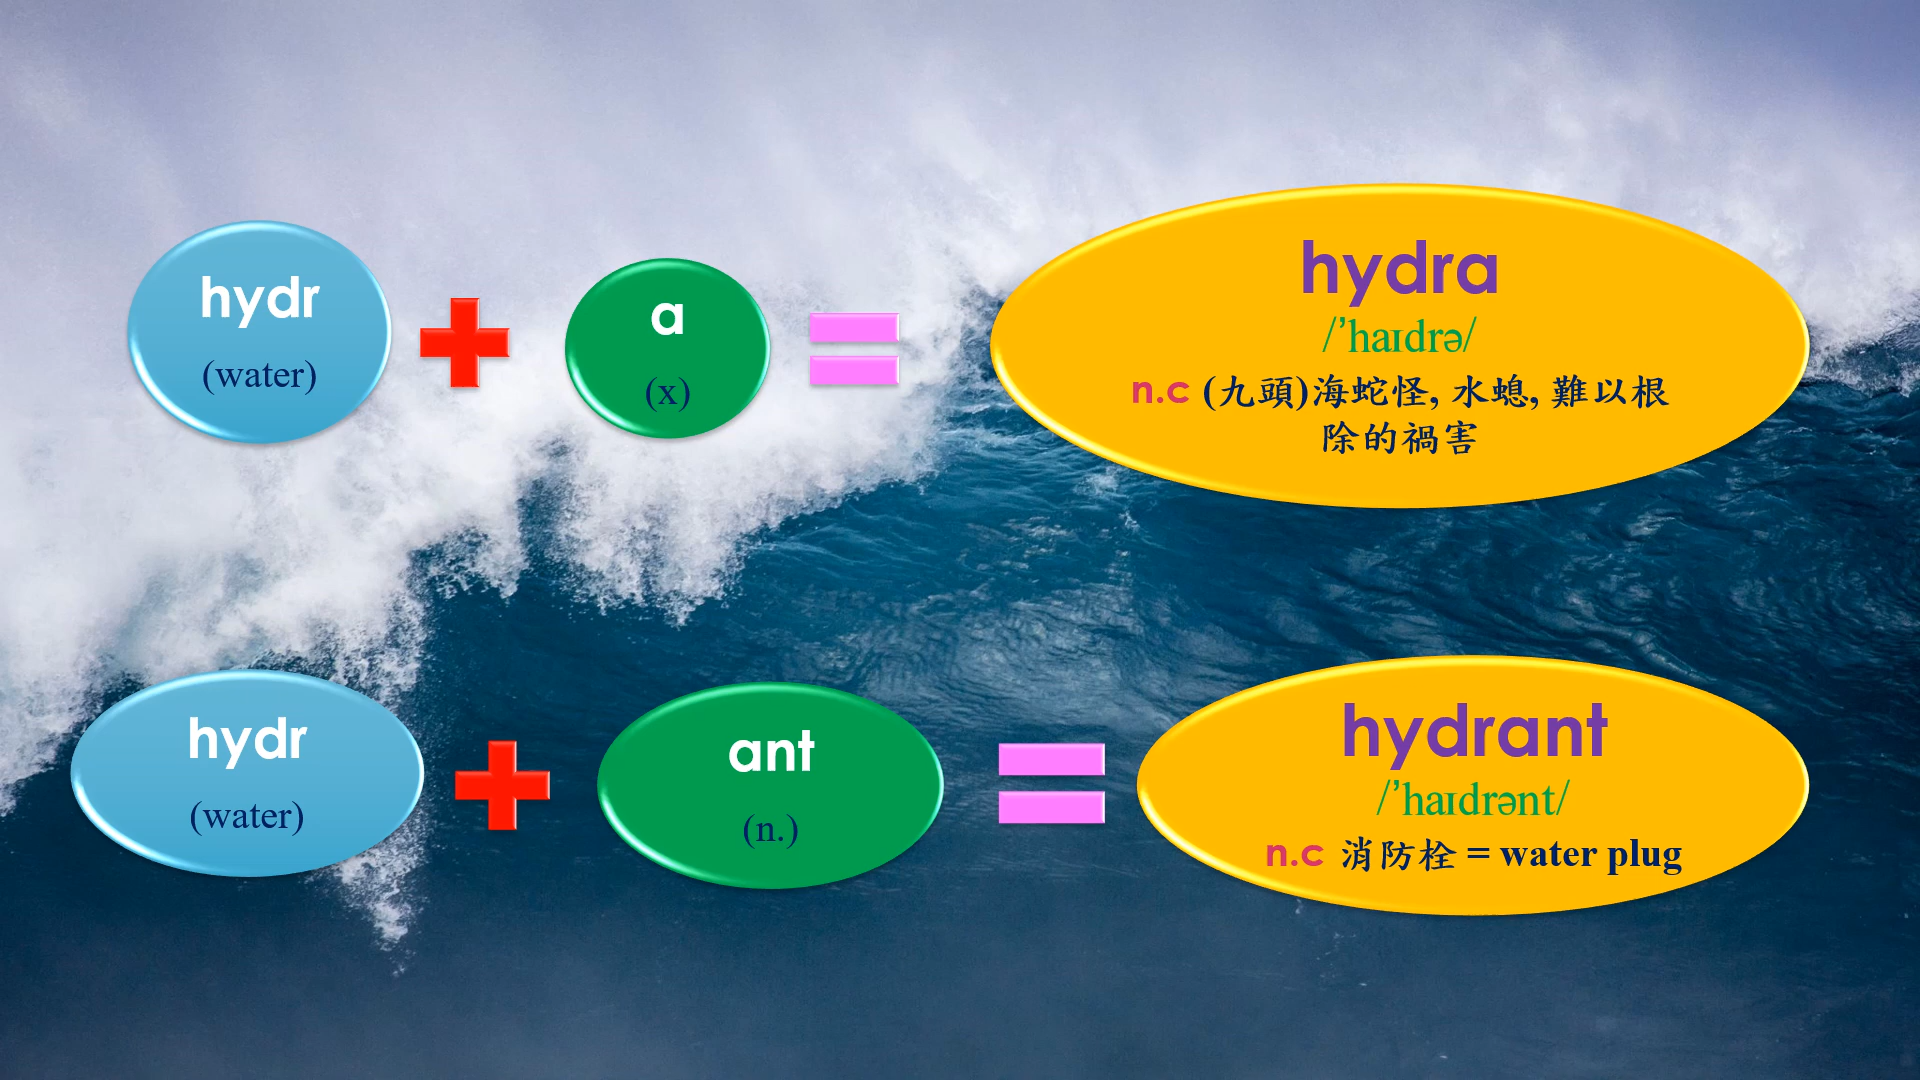 hydr
(water)
a
(x)
hydra
/ˈhaɪdrə/
n.c (九頭)海蛇怪, 水螅, 難以根
除的禍害
hydr
(water)
ant
(n.)
hydrant
/ˈhaɪdrənt/
n.c 消防栓 = water plug